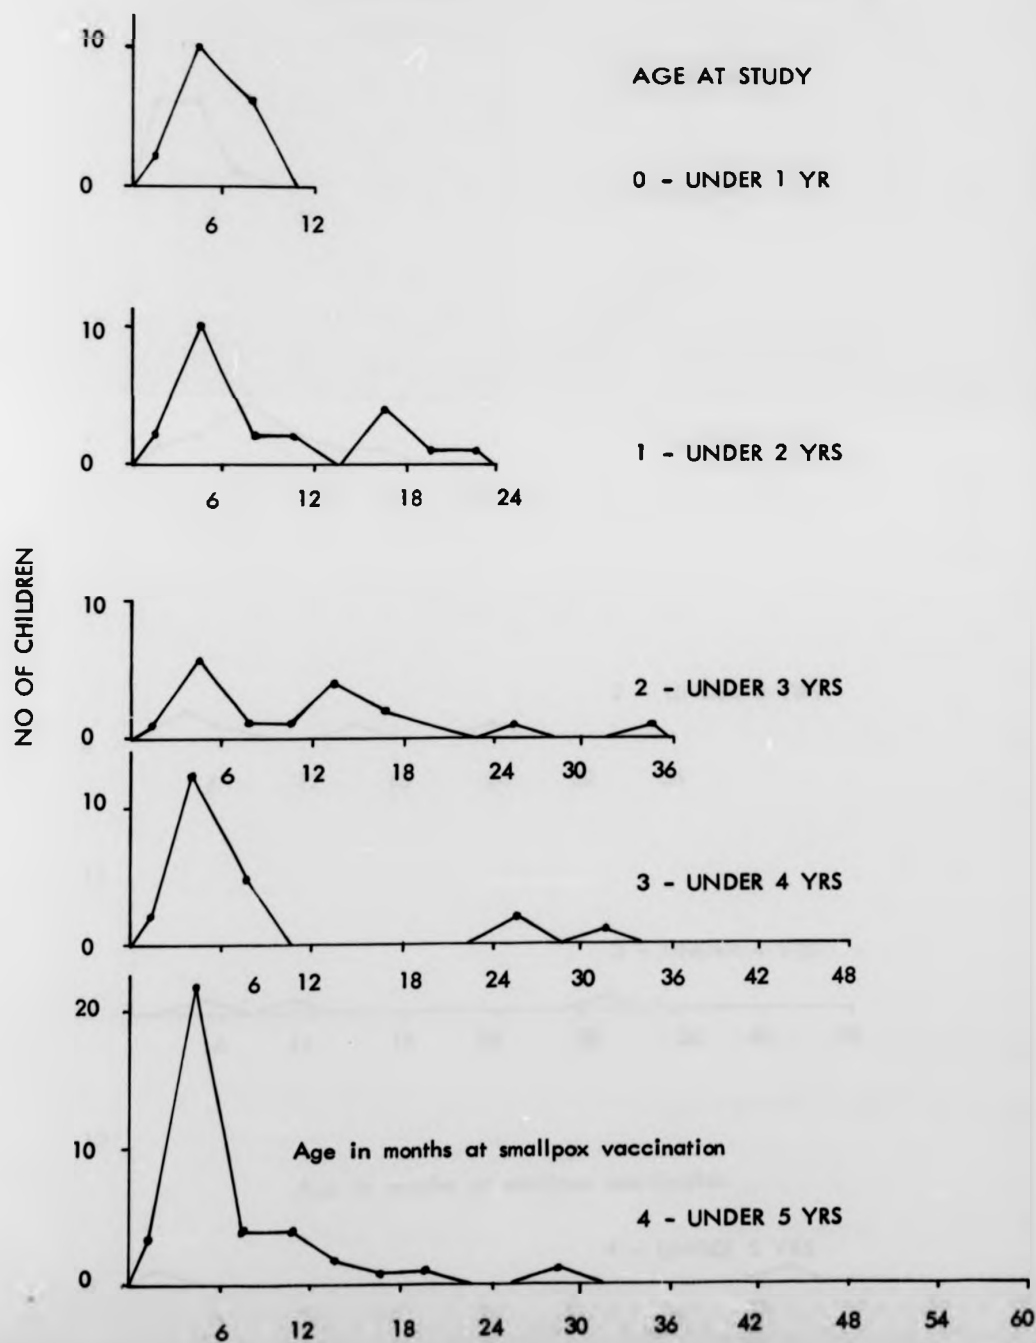 10
AGE AT STUDY
0
0 - UNDER 1 YR
6 12
10
0
1 - UNDER 2 YRS
6 12 18 24
NO OF CHILDREN
10
2 - UNDER 3 YRS
0
6 12 18 24 30 36
10
3 - UNDER 4 YRS
0
6 12 18 24 30 36 42 48
20
10
Age in months at smallpox vaccination
4 - UNDER 5 YRS
0
6 12 18 24 30 36 42 48 54 60